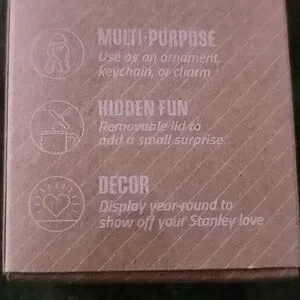 MULTI-PURPOSE
Use as an ornament,
keychain, or charm
HIDDEN FUN
Removable lid to
add a small surprise
DECOR
Display year-round to
show off your Stanley love